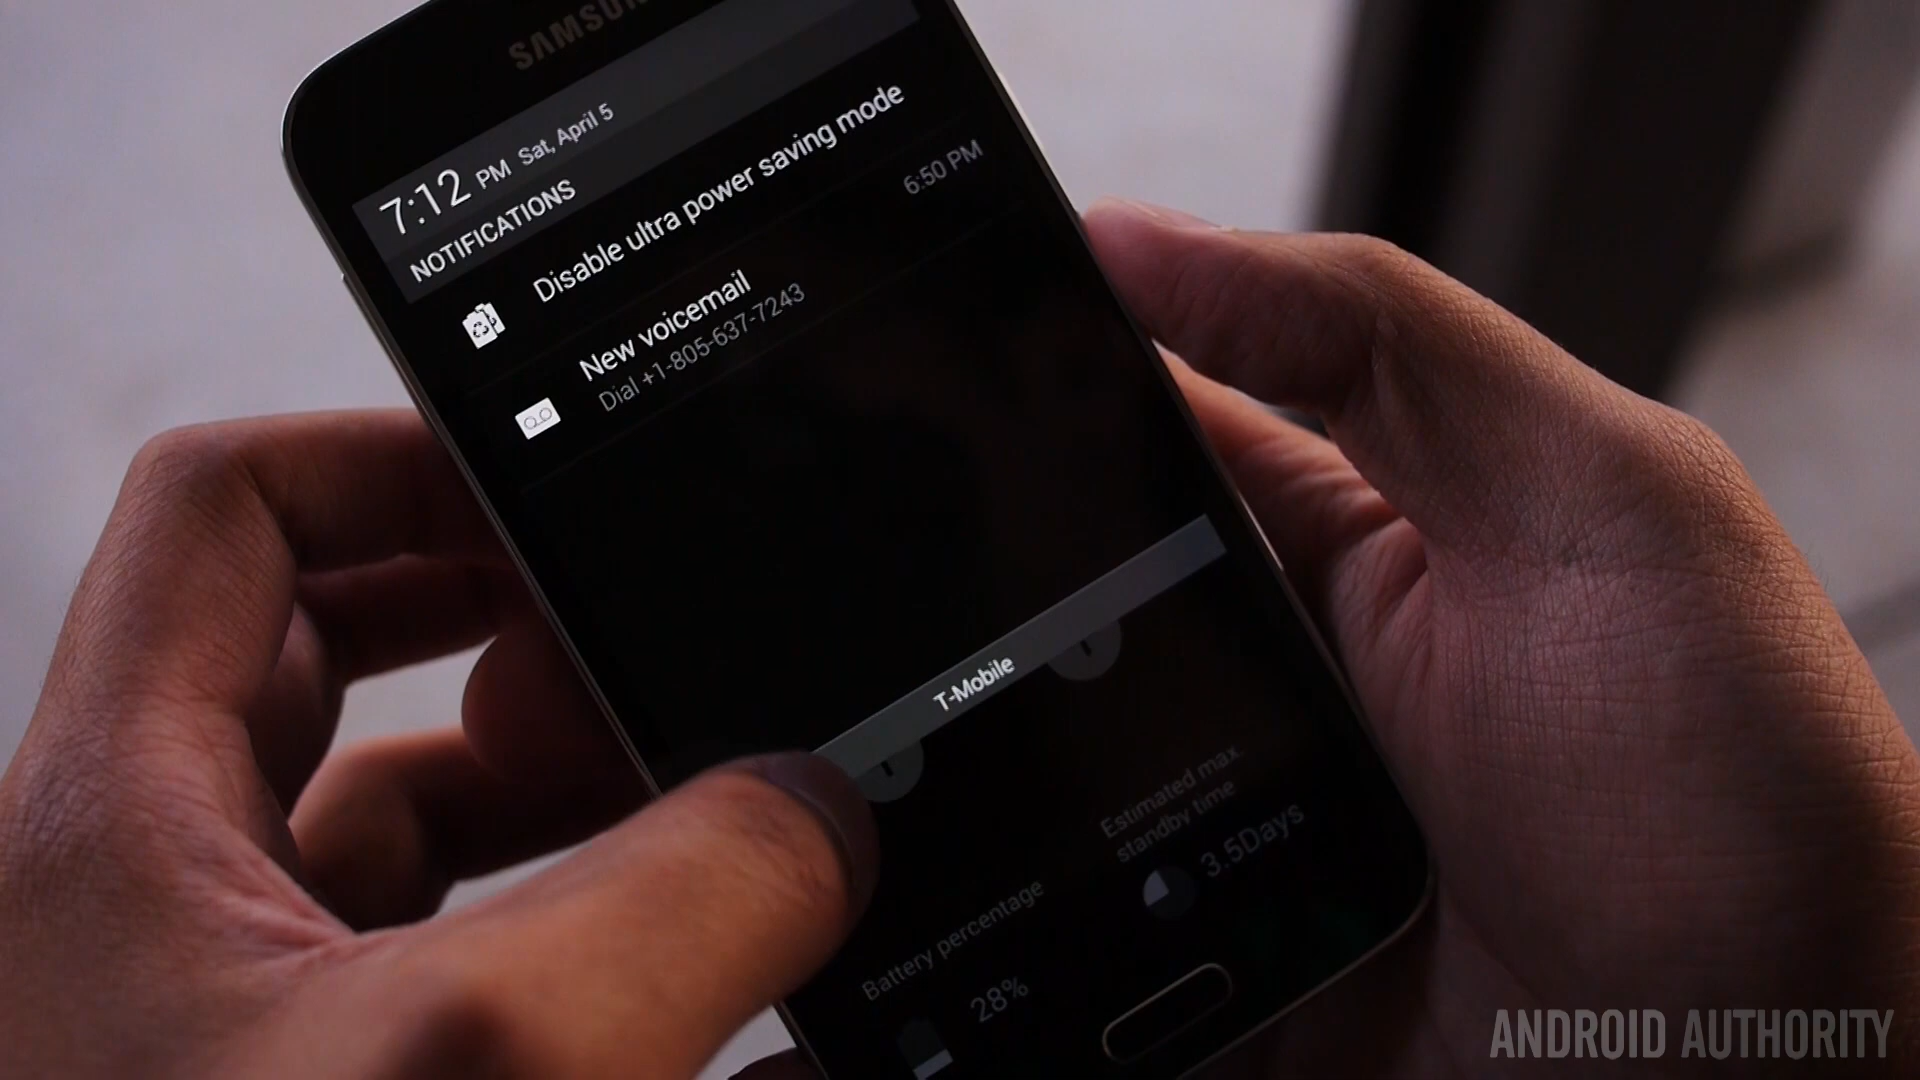 SAMSUNG
7:12 PM Sat, April 5
NOTIFICATIONS
Disable ultra power saving mode
6:50 PM
New voicemail
Dial +1-805-637-7243
T-Mobile
Estimated max
standby time
3.5Days
Battery percentage
28%
ANDROID AUTHORITY